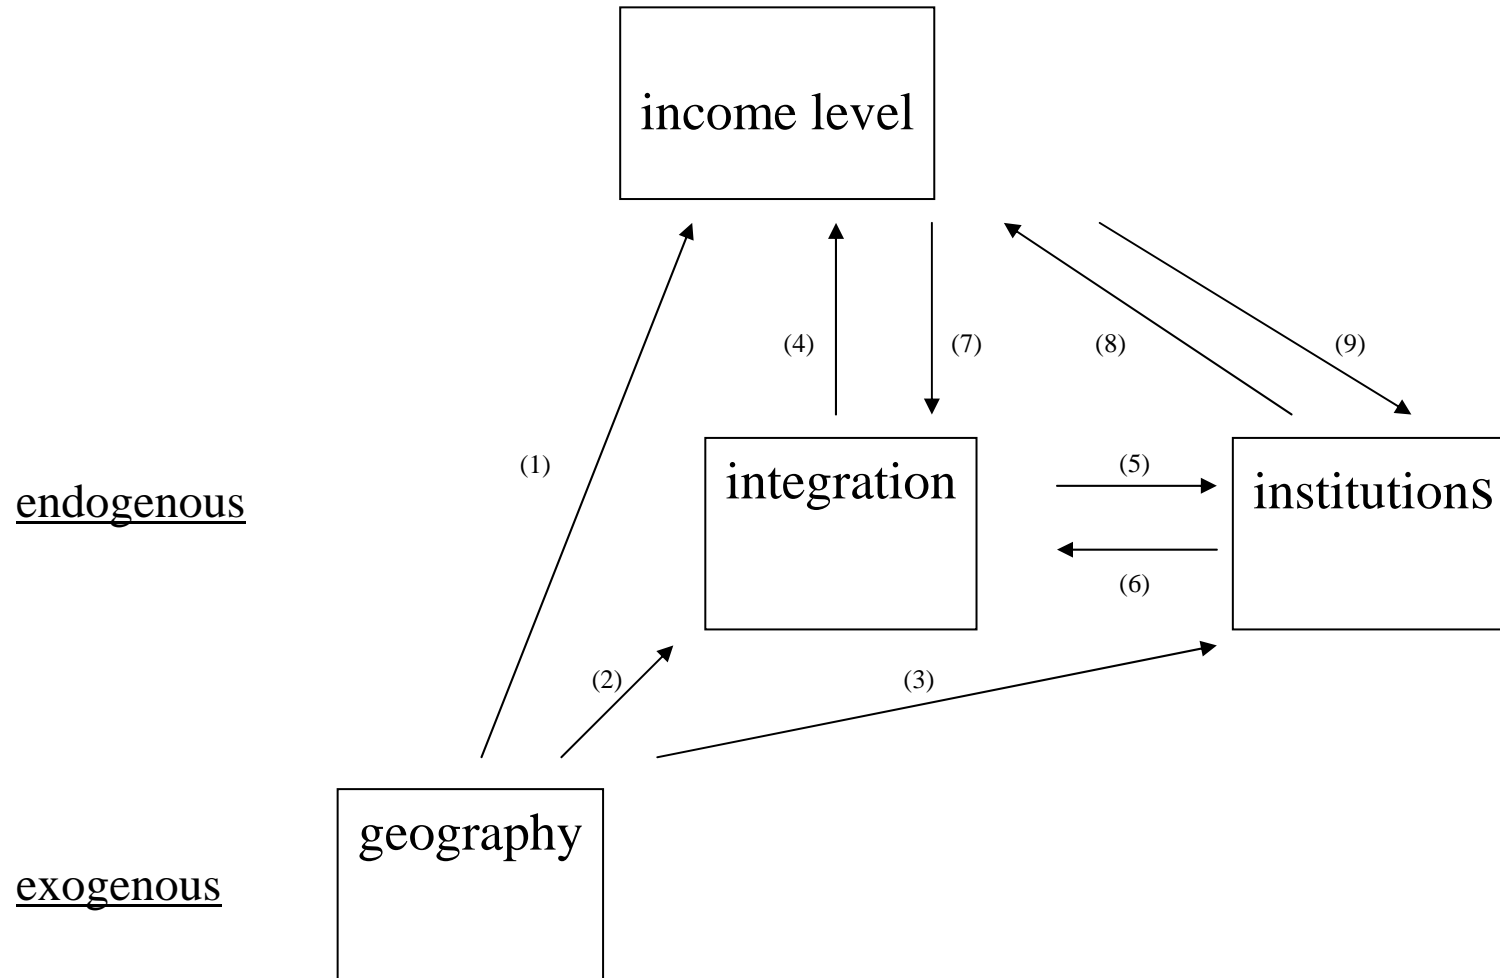 income level
(4)
(7)
(8)
(9)
(1)
(5)
integration
institutions
endogenous
(6)
(2)
(3)
geography
exogenous